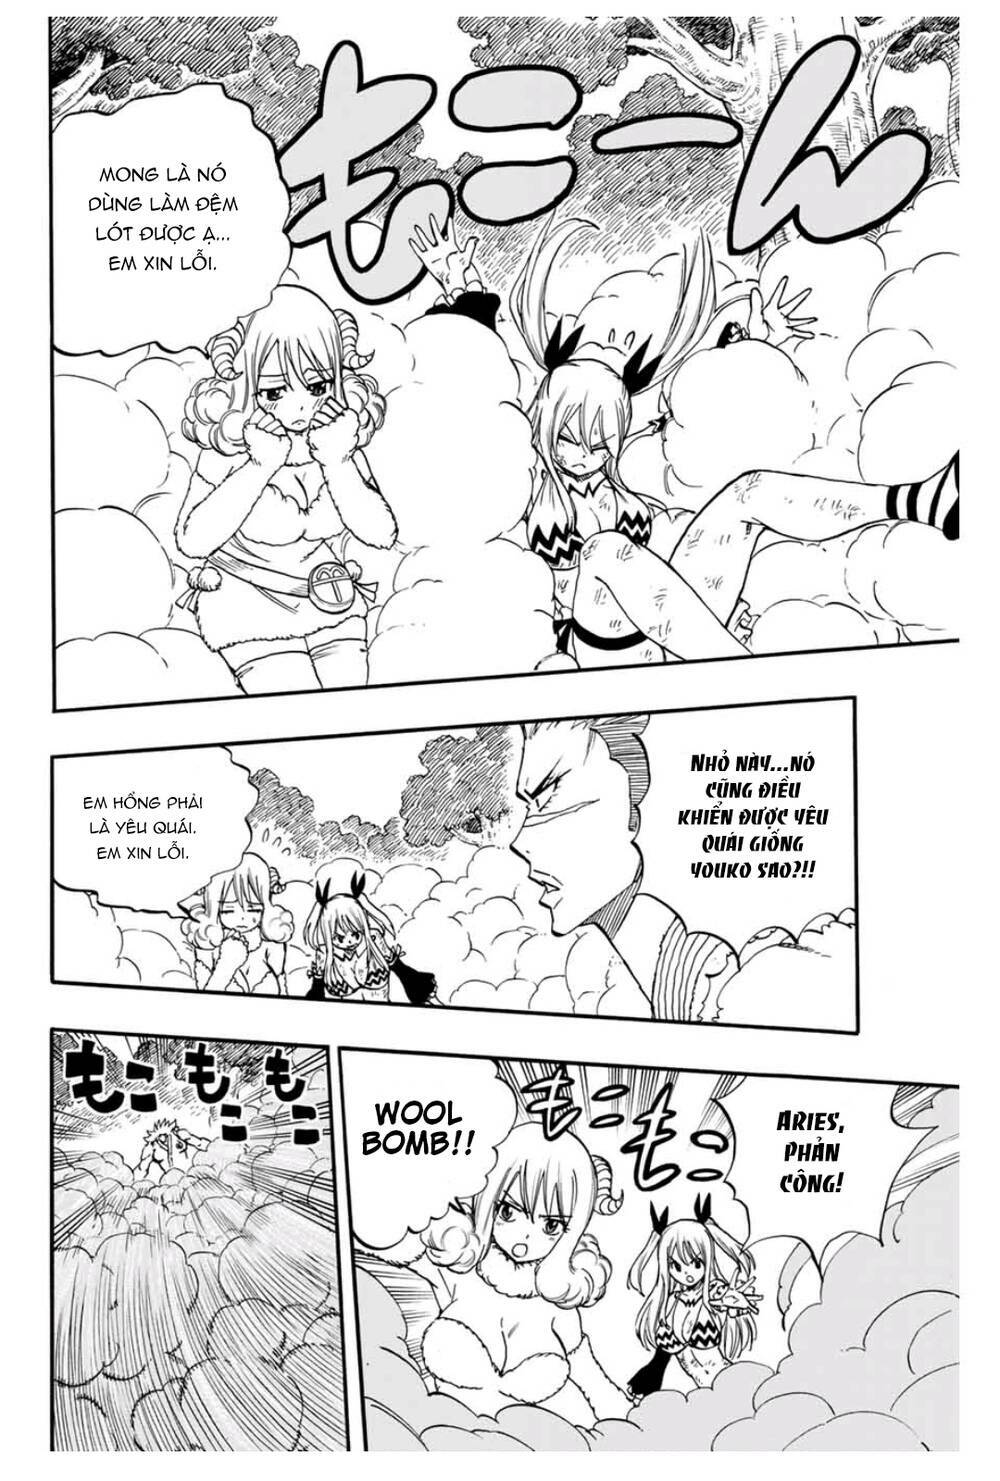 もこーん
MONG LÀ NÓ
DÙNG LÀM ĐỆM
LÓT ĐƯỢC Ạ...
EM XIN LỖI.
NHỎ NÀY...NÓ
CŨNG ĐIỀU
KHIỂN ĐƯỢC YÊU
QUÁI GIỐNG
YOUKO SAO?!!
EM HỔNG PHẢI
LÀ YÊU QUÁI.
EM XIN LỖI.
ARIES,
PHẢN
CÔNG!
もこもこ
WOOL
BOMB!!
もこもこもこ